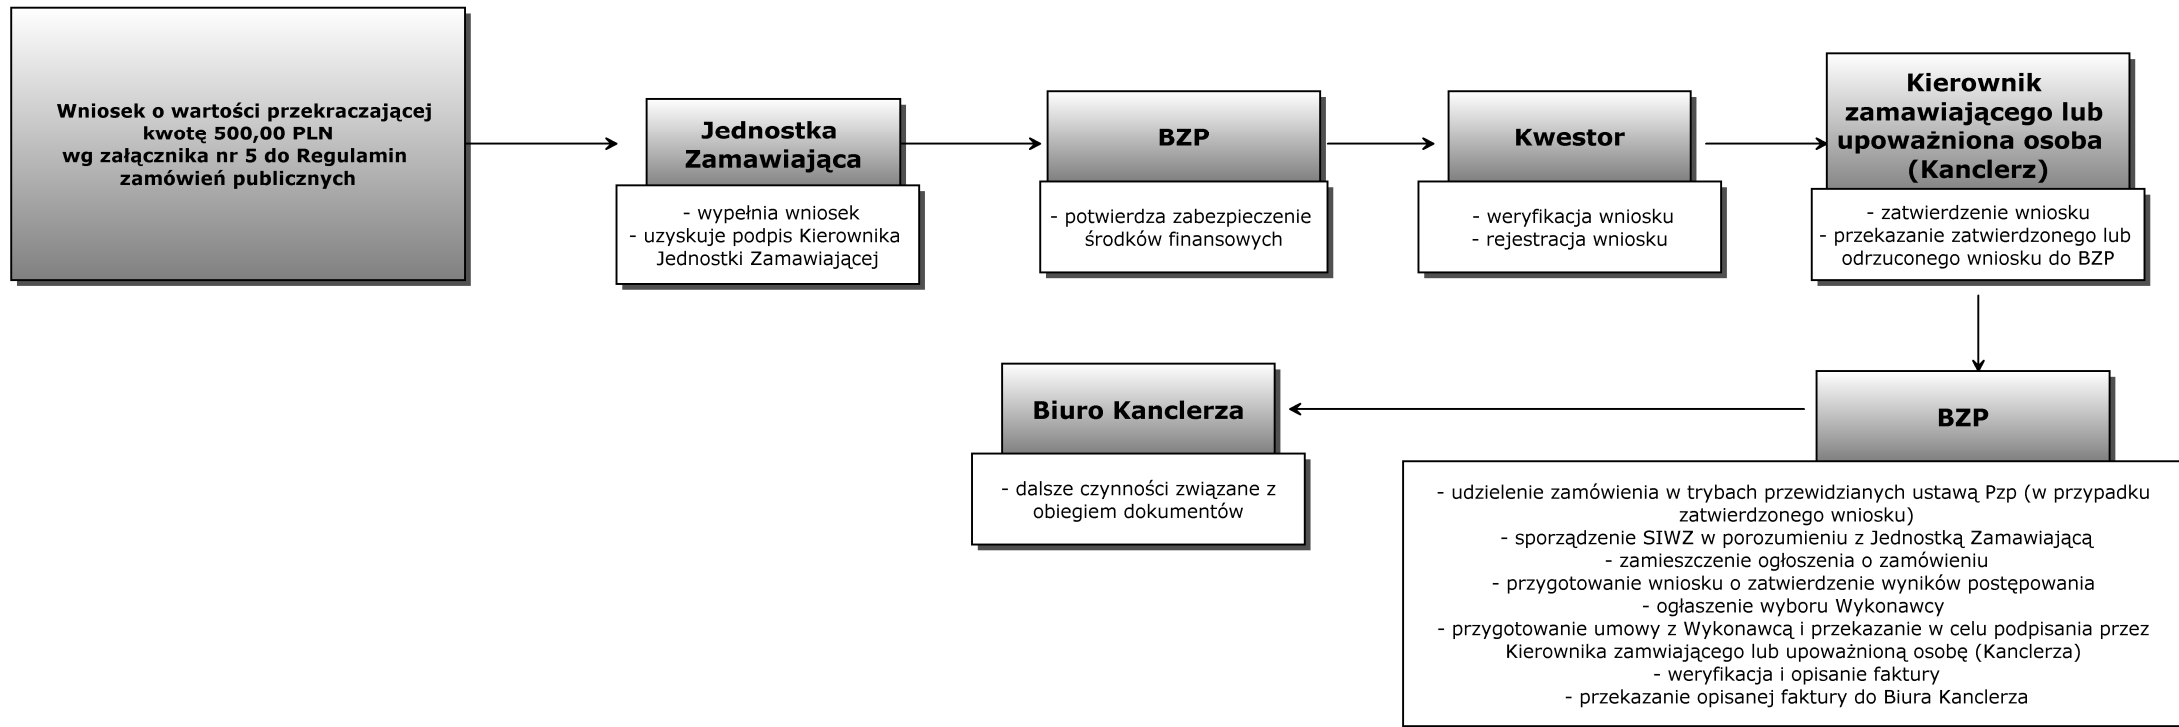 Wniosek o wartości przekraczającej
kwotę 500,00 PLN
wg załącznika nr 5 do Regulamin
zamówień publicznych
Jednostka
Zamawiająca
- wypełnia wniosek
- uzyskuje podpis Kierownika
Jednostki Zamawiającej
BZP
- potwierdza zabezpieczenie
środków finansowych
Kwestor
- weryfikacja wniosku
- rejestracja wniosku
Kierownik
zamawiającego lub
upoważniona osoba
(Kanclerz)
- zatwierdzenie wniosku
- przekazanie zatwierdzonego lub
odrzuconego wniosku do BZP
BZP
- udzielenie zamówienia w trybach przewidzianych ustawą Pzp (w przypadku
zatwierdzonego wniosku)
- sporządzenie SIWZ w porozumieniu z Jednostką Zamawiającą
- zamieszczenie ogłoszenia o zamówieniu
- przygotowanie wniosku o zatwierdzenie wyników postępowania
- ogłaszenie wyboru Wykonawcy
- przygotowanie umowy z Wykonawcą i przekazanie w celu podpisania przez
Kierownika zamwiającego lub upoważnioną osobę (Kanclerza)
- weryfikacja i opisanie faktury
- przekazanie opisanej faktury do Biura Kanclerza
Biuro Kanclerza
- dalsze czynności związane z
obiegiem dokumentów